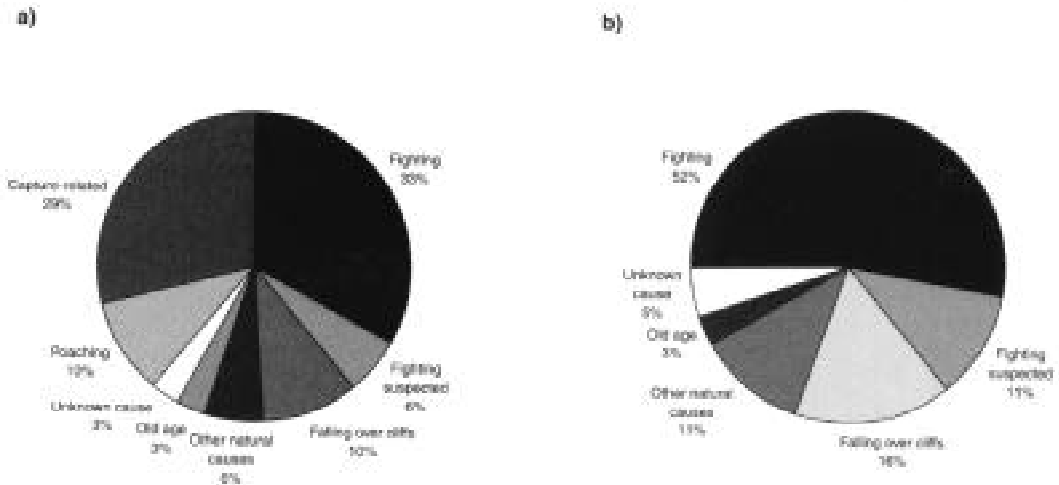 a)
Fighting
33%
Fighting
suspected
6%
Falling over cliffs
10%
Other natural
causes
6%
Old age
3%
Unknown cause
3%
Poaching
10%
Capture related
29%
b)
Fighting
52%
Fighting
suspected
11%
Falling over cliffs
16%
Other natural
causes
11%
Old age
3%
Unknown
cause
5%